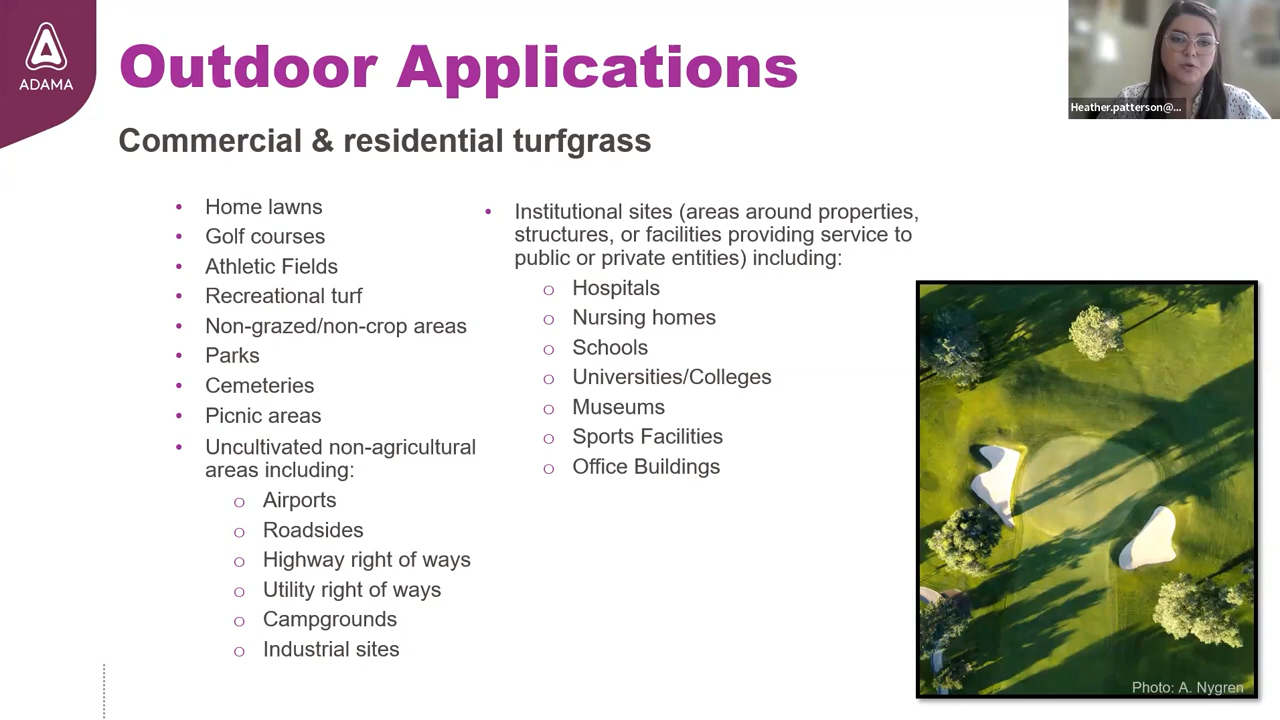 ADAMA
Outdoor Applications
Heather.patterson@...
Commercial & residential turfgrass
• Home lawns
• Golf courses
• Athletic Fields
• Recreational turf
• Non-grazed/non-crop areas
• Parks
• Cemeteries
• Picnic areas
• Uncultivated non-agricultural
areas including:
o Airports
o Roadsides
o Highway right of ways
o Utility right of ways
o Campgrounds
o Industrial sites
• Institutional sites (areas around properties,
structures, or facilities providing service to
public or private entities) including:
o Hospitals
o Nursing homes
o Schools
o Universities/Colleges
o Museums
o Sports Facilities
o Office Buildings
Photo: A. Nygren